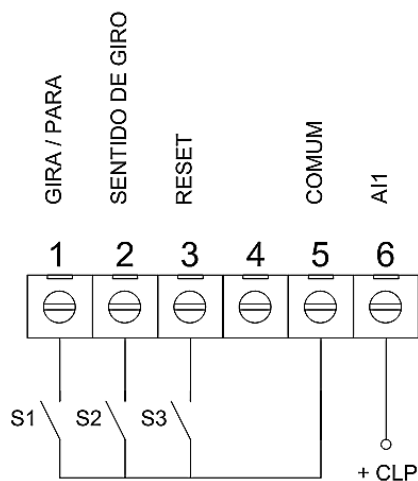 GIRA / PARA
SENTIDO DE GIRO
RESET
COMUM
AI1
1 2 3 4 5 6
S1 S2 S3
+ CLP